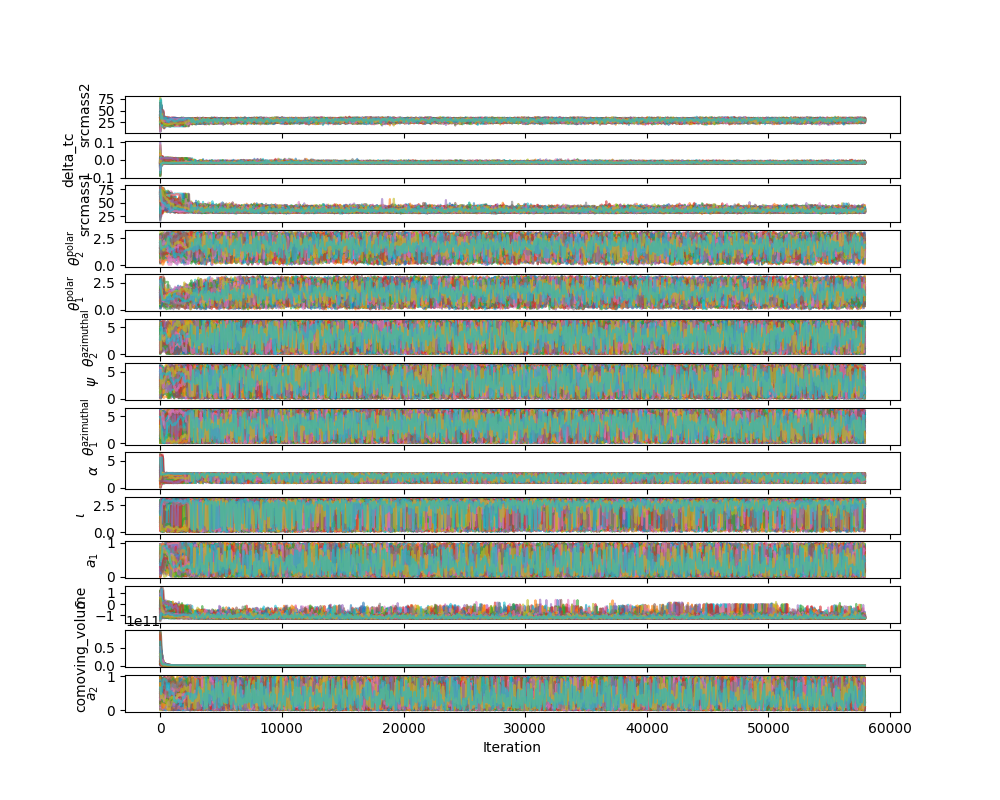 srcmass2
75
50
25
delta_tc
0.1
0.0
−0.1
srcmass1
75
50
25
θ₂^polar
2.5
0.0
θ₁^polar
2.5
0.0
θ₂^azimuthal
5
0
ψ
5
0
θ₁^azimuthal
5
0
α
5
0
ι
2.5
0.0
a₁
1
0
1
0
−1
1e11
comoving_volume
0.5
0.0
a₂
1
0
0 10000 20000 30000 40000 50000 60000
Iteration